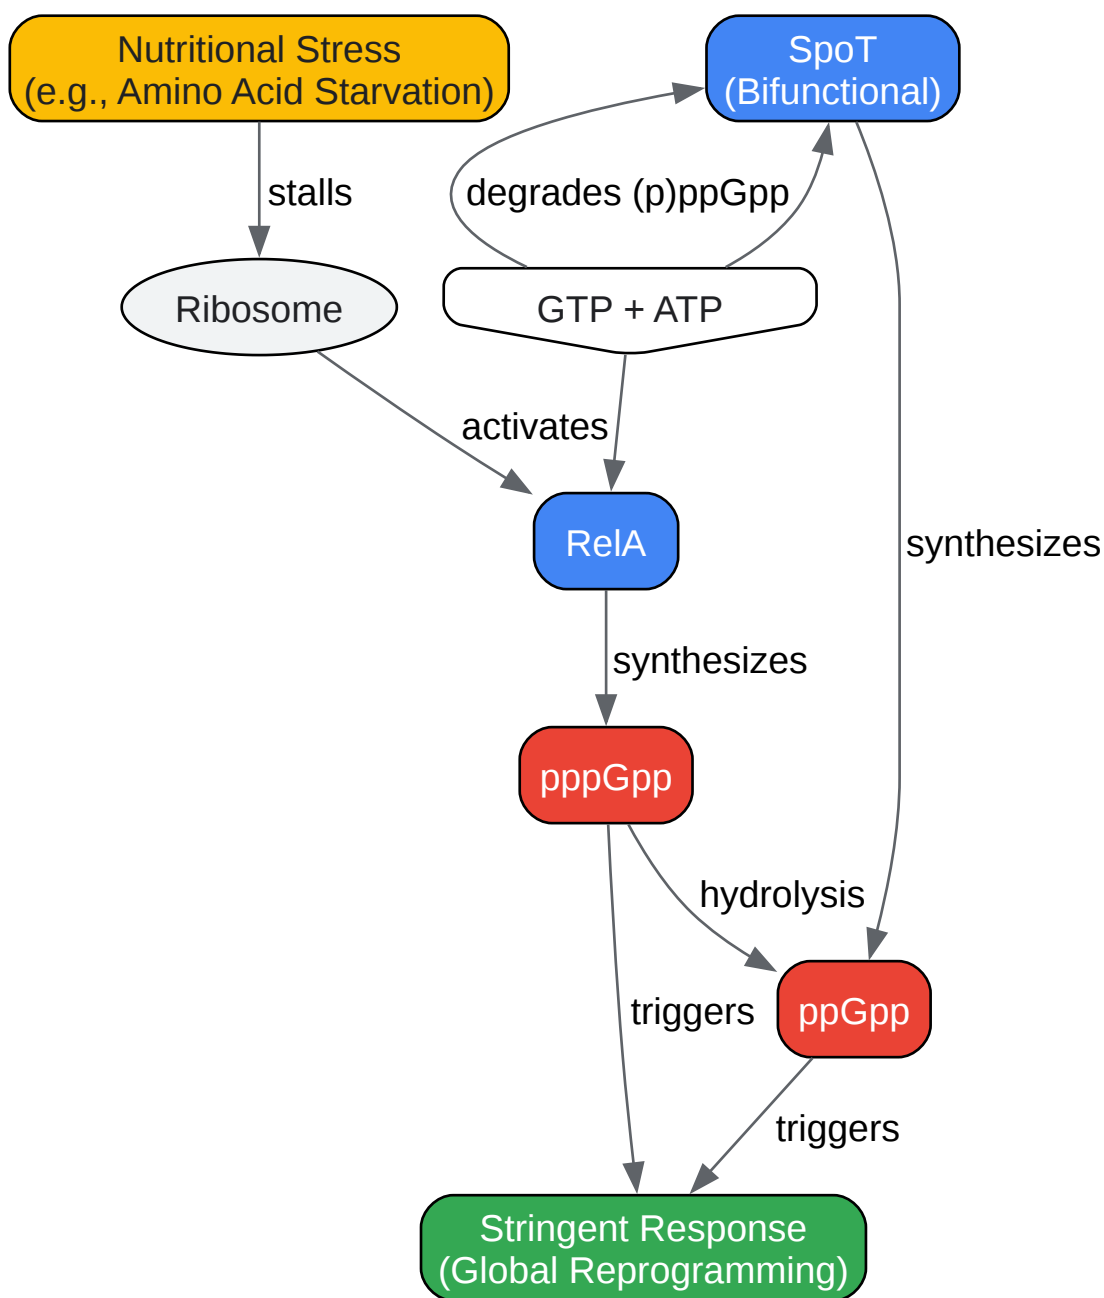 Nutritional Stress
(e.g., Amino Acid Starvation)
SpoT
(Bifunctional)
stalls
degrades (p)ppGpp
Ribosome
GTP + ATP
activates
RelA
synthesizes
synthesizes
pppGpp
hydrolysis
triggers
ppGpp
triggers
Stringent Response
(Global Reprogramming)